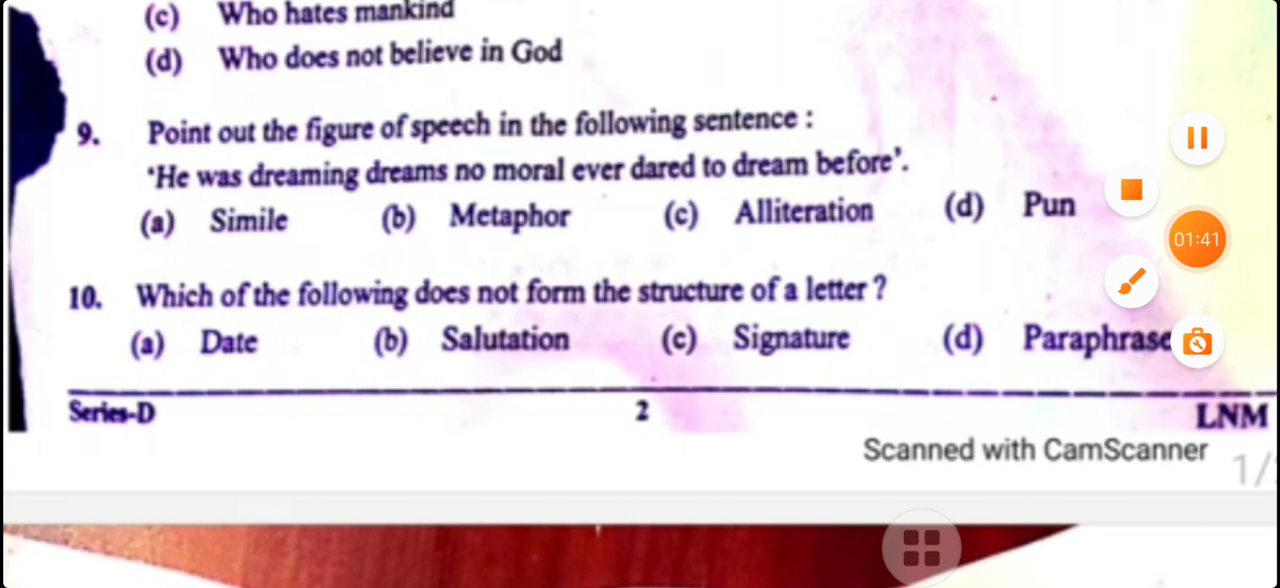 (c) Who hates mankind
(d) Who does not believe in God
9. Point out the figure of speech in the following sentence :
‘He was dreaming dreams no moral ever dared to dream before’.
(a) Simile (b) Metaphor (c) Alliteration (d) Pun
01:41
10. Which of the following does not form the structure of a letter ?
(a) Date (b) Salutation (c) Signature (d) Paraphrase
Series-D 2 LNM
Scanned with CamScanner
1/